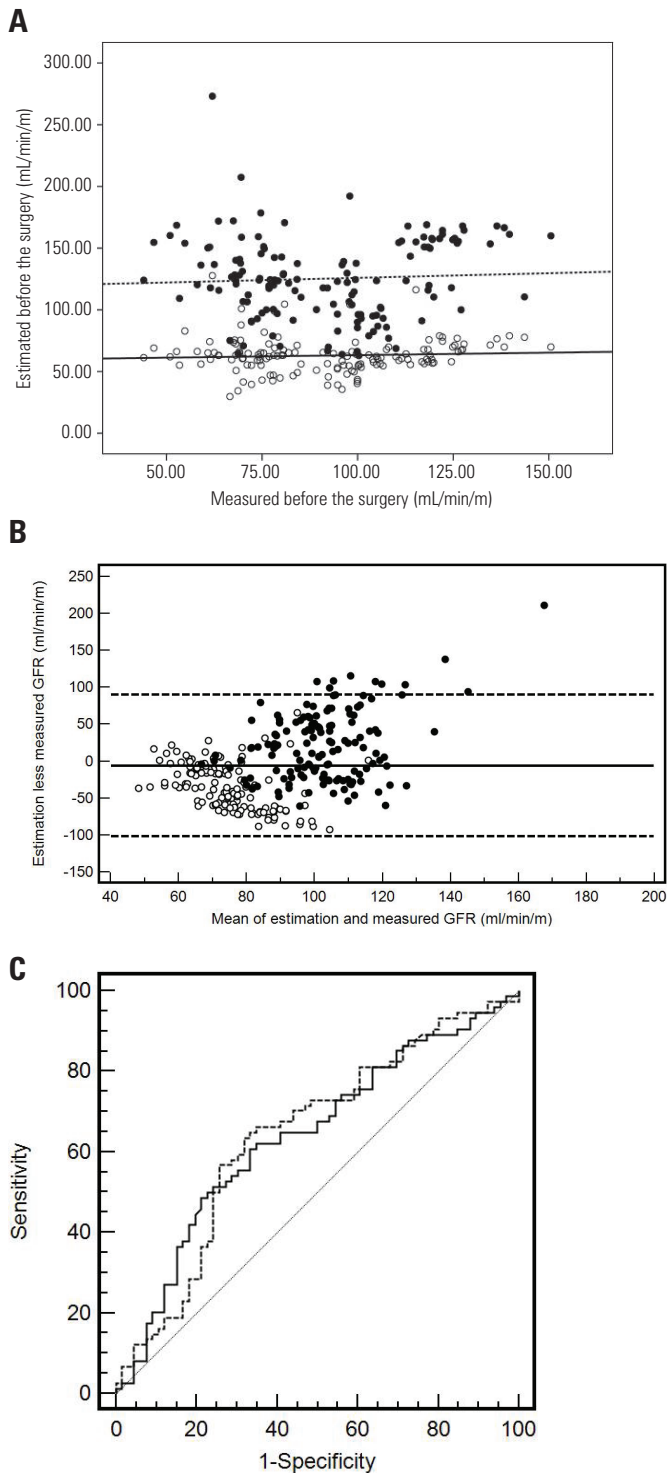 A
Estimated before the surgery (mL/min/m)
300.00
250.00
200.00
150.00
100.00
50.00
0.00
50.00 75.00 100.00 125.00 150.00
Measured before the surgery (mL/min/m)
B
Estimation less measured GFR (ml/min/m)
250
200
150
100
50
0
-50
-100
-150
40 60 80 100 120 140 160 180 200
Mean of estimation and measured GFR (ml/min/m)
C
Sensitivity
100
80
60
40
20
0
0 20 40 60 80 100
1-Specificity